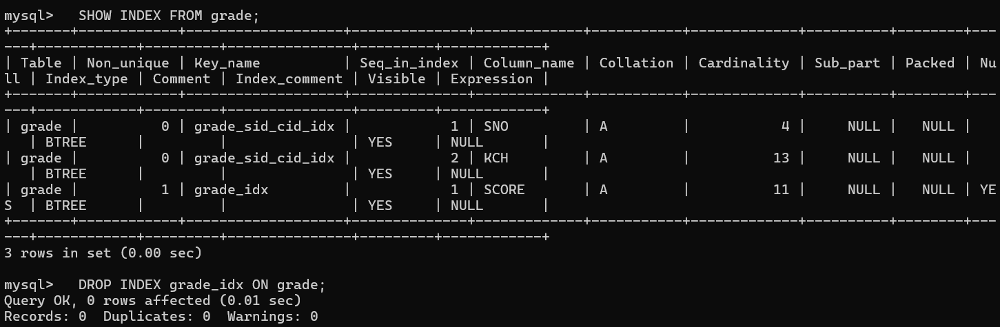 mysql>   SHOW INDEX FROM grade;
+-------+------------+--------------------+--------------+-------------+-----------+-------------+----------+--------+---
---+------------+---------+---------------+---------+------------+
| Table | Non_unique | Key_name           | Seq_in_index | Column_name | Collation | Cardinality | Sub_part | Packed | Nu
ll | Index_type | Comment | Index_comment | Visible | Expression |
+-------+------------+--------------------+--------------+-------------+-----------+-------------+----------+--------+---
---+------------+---------+---------------+---------+------------+
| grade |          0 | grade_sid_cid_idx |            1 | SNO         | A         |           4 |     NULL |   NULL |
   | BTREE      |         |               | YES     | NULL       |
| grade |          0 | grade_sid_cid_idx |            2 | KCH         | A         |          13 |     NULL |   NULL |
   | BTREE      |         |               | YES     | NULL       |
| grade |          1 | grade_idx         |            1 | SCORE       | A         |          11 |     NULL |   NULL | YE
S  | BTREE      |         |               | YES     | NULL       |
+-------+------------+--------------------+--------------+-------------+-----------+-------------+----------+--------+---
---+------------+---------+---------------+---------+------------+
3 rows in set (0.00 sec)
mysql>   DROP INDEX grade_idx ON grade;
Query OK, 0 rows affected (0.01 sec)
Records: 0  Duplicates: 0  Warnings: 0